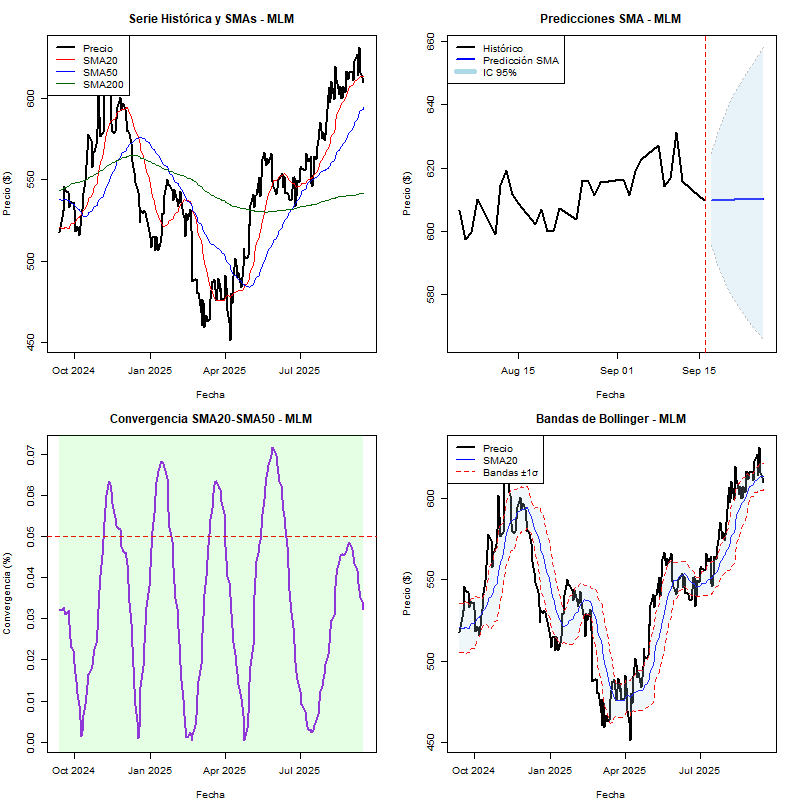 Serie Histórica y SMAs - MLM
Precio
SMA20
SMA50
SMA200
Precio ($)
600
550
500
450
Oct 2024
Jan 2025
Apr 2025
Jul 2025
Fecha
Predicciones SMA - MLM
Histórico
Predicción SMA
IC 95%
Precio ($)
660
640
620
600
580
Aug 15
Sep 01
Sep 15
Fecha
Convergencia SMA20-SMA50 - MLM
Convergencia (%)
0.07
0.06
0.05
0.04
0.03
0.02
0.01
0.00
Oct 2024
Jan 2025
Apr 2025
Jul 2025
Fecha
Bandas de Bollinger - MLM
Precio
SMA20
Bandas ±1σ
Precio ($)
600
550
500
450
Oct 2024
Jan 2025
Apr 2025
Jul 2025
Fecha